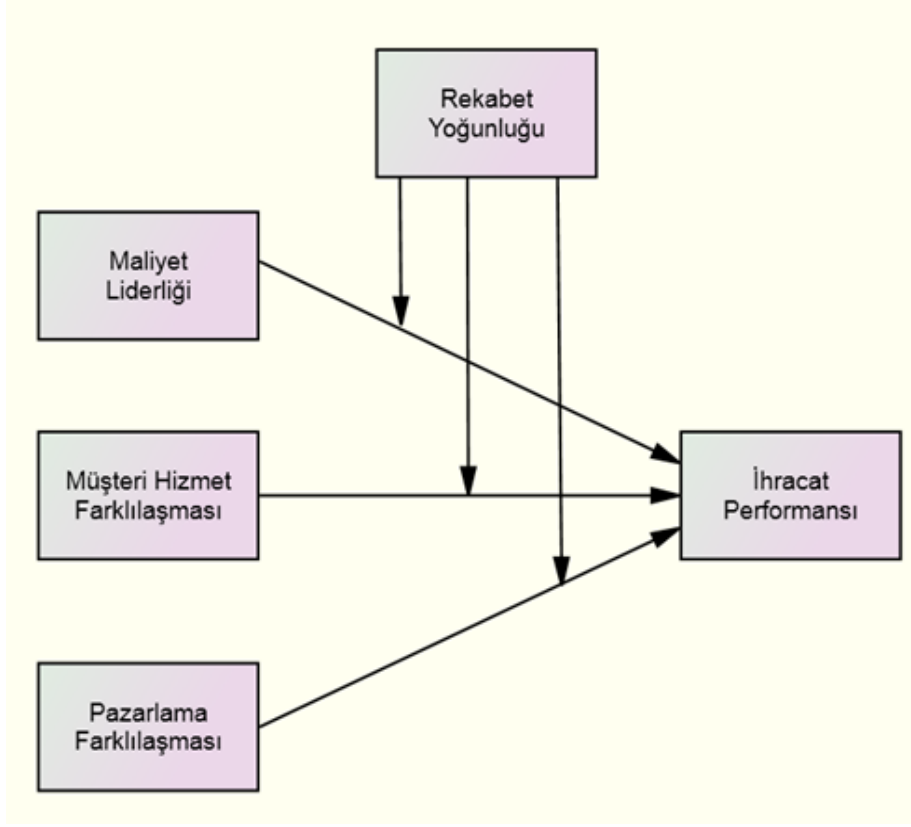 Rekabet
Yoğunluğu
Maliyet
Liderliği
Müşteri Hizmet
Farklılaşması
İhracat
Performansı
Pazarlama
Farklılaşması